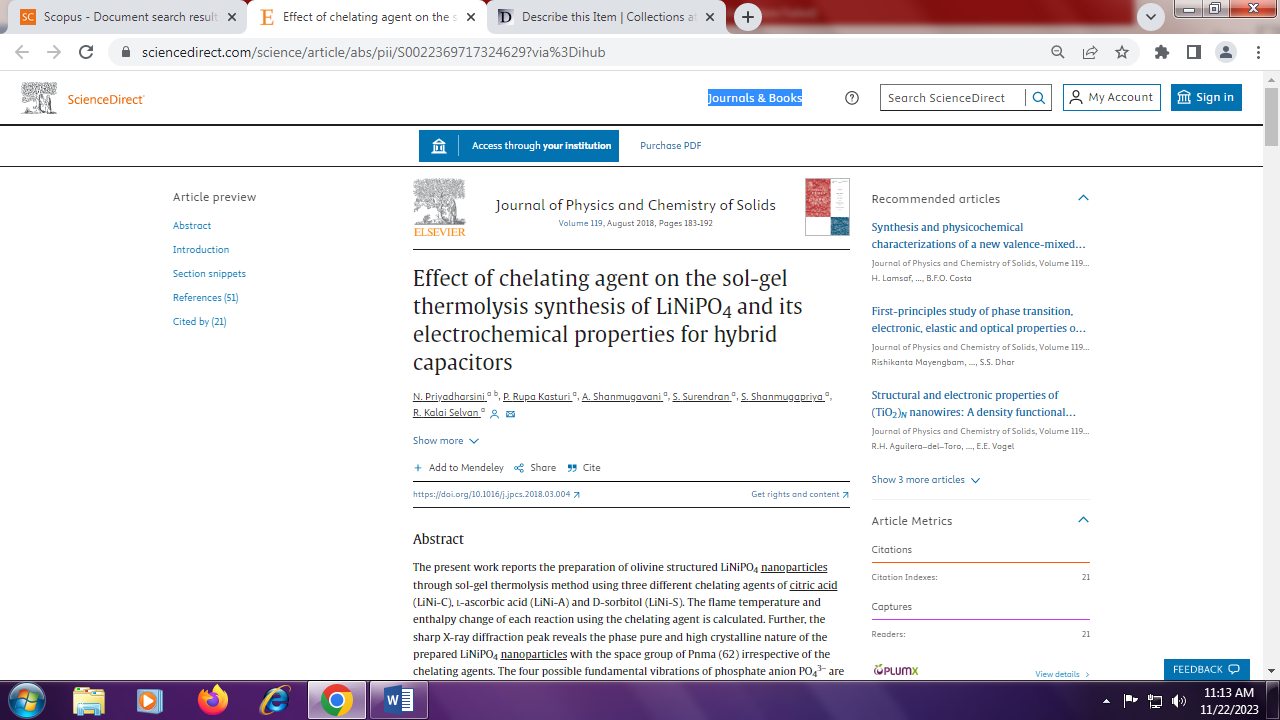 SC Scopus - Document search result
E Effect of chelating agent on the s
D Describe this Item | Collections a
sciencedirect.com/science/article/abs/pii/S0022369717324629?via%3Dihub
ScienceDirect
Journals & Books
?
Search ScienceDirect
My Account
Sign in
Access through your institution
Purchase PDF
Article preview
Abstract
Introduction
Section snippets
References (51)
Cited by (21)
ELSEVIER
Journal of Physics and Chemistry of Solids
Volume 119, August 2018, Pages 183-192
Effect of chelating agent on the sol-gel
thermolysis synthesis of LiNiPO4 and its
electrochemical properties for hybrid
capacitors
N. Priyadharsini a b, P. Rupa Kasturi a, A. Shanmugavani a, S. Surendran a, S. Shanmugapriya a,
R. Kalai Selvan a
Show more
+ Add to Mendeley Share Cite
https://doi.org/10.1016/j.jpcs.2018.03.004
Get rights and content
Abstract
The present work reports the preparation of olivine structured LiNiPO4 nanoparticles
through sol-gel thermolysis method using three different chelating agents of citric acid
(LiNi-C), L-ascorbic acid (LiNi-A) and D-sorbitol (LiNi-S). The flame temperature and
enthalpy change of each reaction using the chelating agent is calculated. Further, the
sharp X-ray diffraction peak reveals the phase pure and high crystalline nature of the
prepared LiNiPO4 nanoparticles with the space group of Pnma (62) irrespective of the
chelating agents. The four possible fundamental vibrations of phosphate anion PO4³⁻ are
Recommended articles
Synthesis and physicochemical
characterizations of a new valence-mixed…
Journal of Physics and Chemistry of Solids, Volume 119…
H. Lamsaf, …, B.F.O. Costa
First-principles study of phase transition,
electronic, elastic and optical properties o…
Journal of Physics and Chemistry of Solids, Volume 119…
Rishikanta Mayengbam, …, S.S. Dhar
Structural and electronic properties of
(TiO2)N nanowires: A density functional…
Journal of Physics and Chemistry of Solids, Volume 119…
R.H. Aguilera–del–Toro, …, E.E. Vogel
Show 3 more articles
Article Metrics
Citations
Citation Indexes: 21
Captures
Readers: 21
PLUMX
View details >
FEEDBACK
11:13 AM
11/22/2023